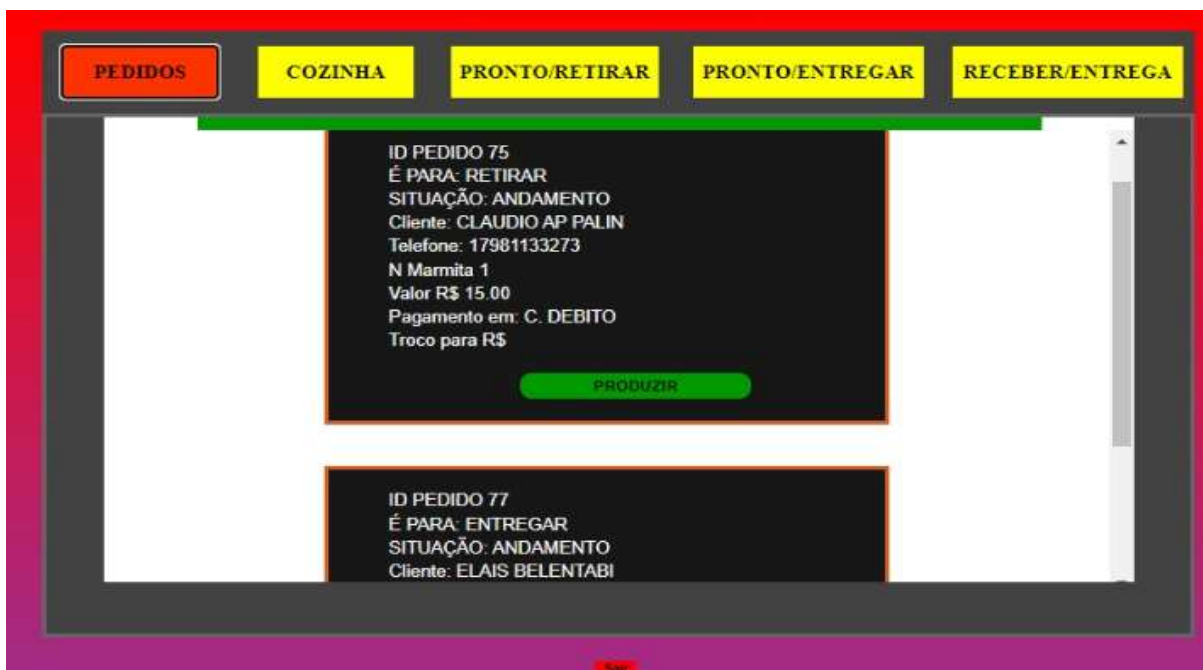 PEDIDOS
COZINHA
PRONTO/RETIRAR
PRONTO/ENTREGAR
RECEBER/ENTREGA
ID PEDIDO 75
É PARA: RETIRAR
SITUAÇÃO: ANDAMENTO
Cliente: CLAUDIO AP PALIN
Telefone: 17981133273
N Marmita 1
Valor R$ 15.00
Pagamento em: C. DEBITO
Troco para R$
PRODUZIR
ID PEDIDO 77
É PARA: ENTREGAR
SITUAÇÃO: ANDAMENTO
Cliente: ELAIS BELENTABI